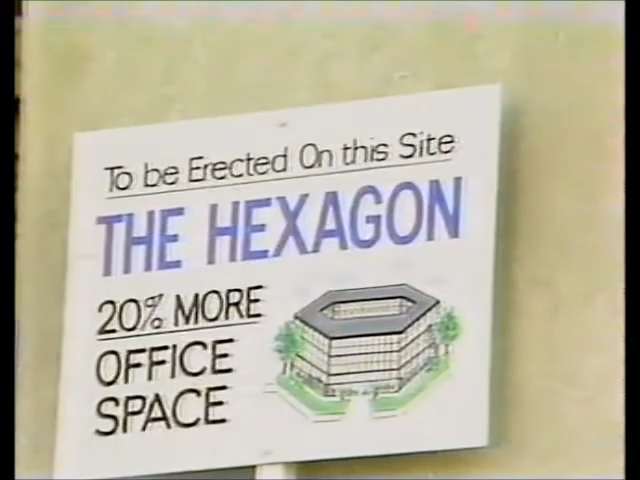 To be Erected On this Site
THE HEXAGON
20% MORE
OFFICE
SPACE